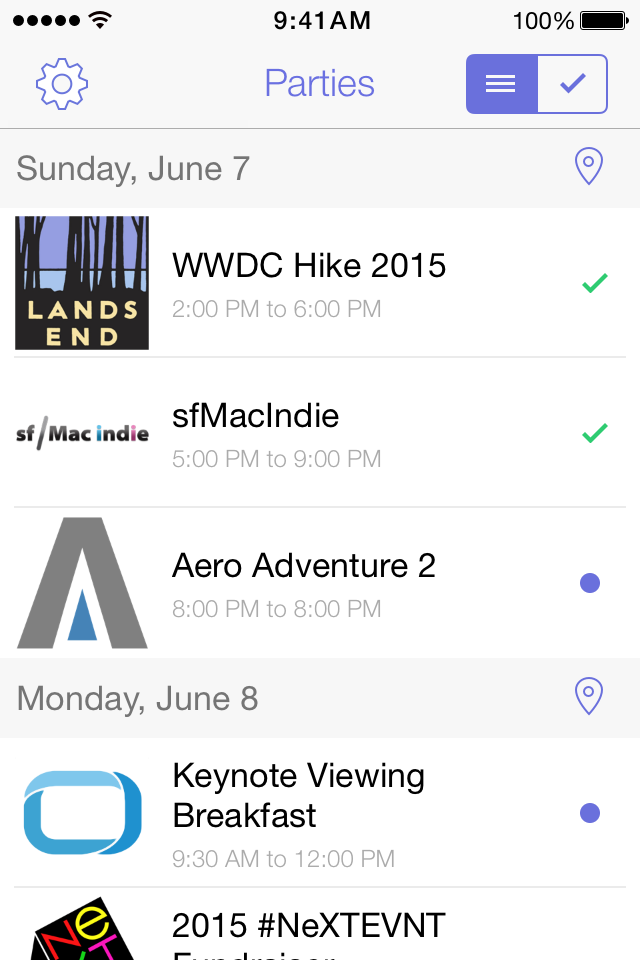 9:41 AM
100%
Parties
Sunday, June 7
LANDS
END
WWDC Hike 2015
2:00 PM to 6:00 PM
sf/Mac indie
sfMacIndie
5:00 PM to 9:00 PM
Aero Adventure 2
8:00 PM to 8:00 PM
Monday, June 8
Keynote Viewing
Breakfast
9:30 AM to 12:00 PM
NeXT
2015 #NeXTEVNT
Fundraiser